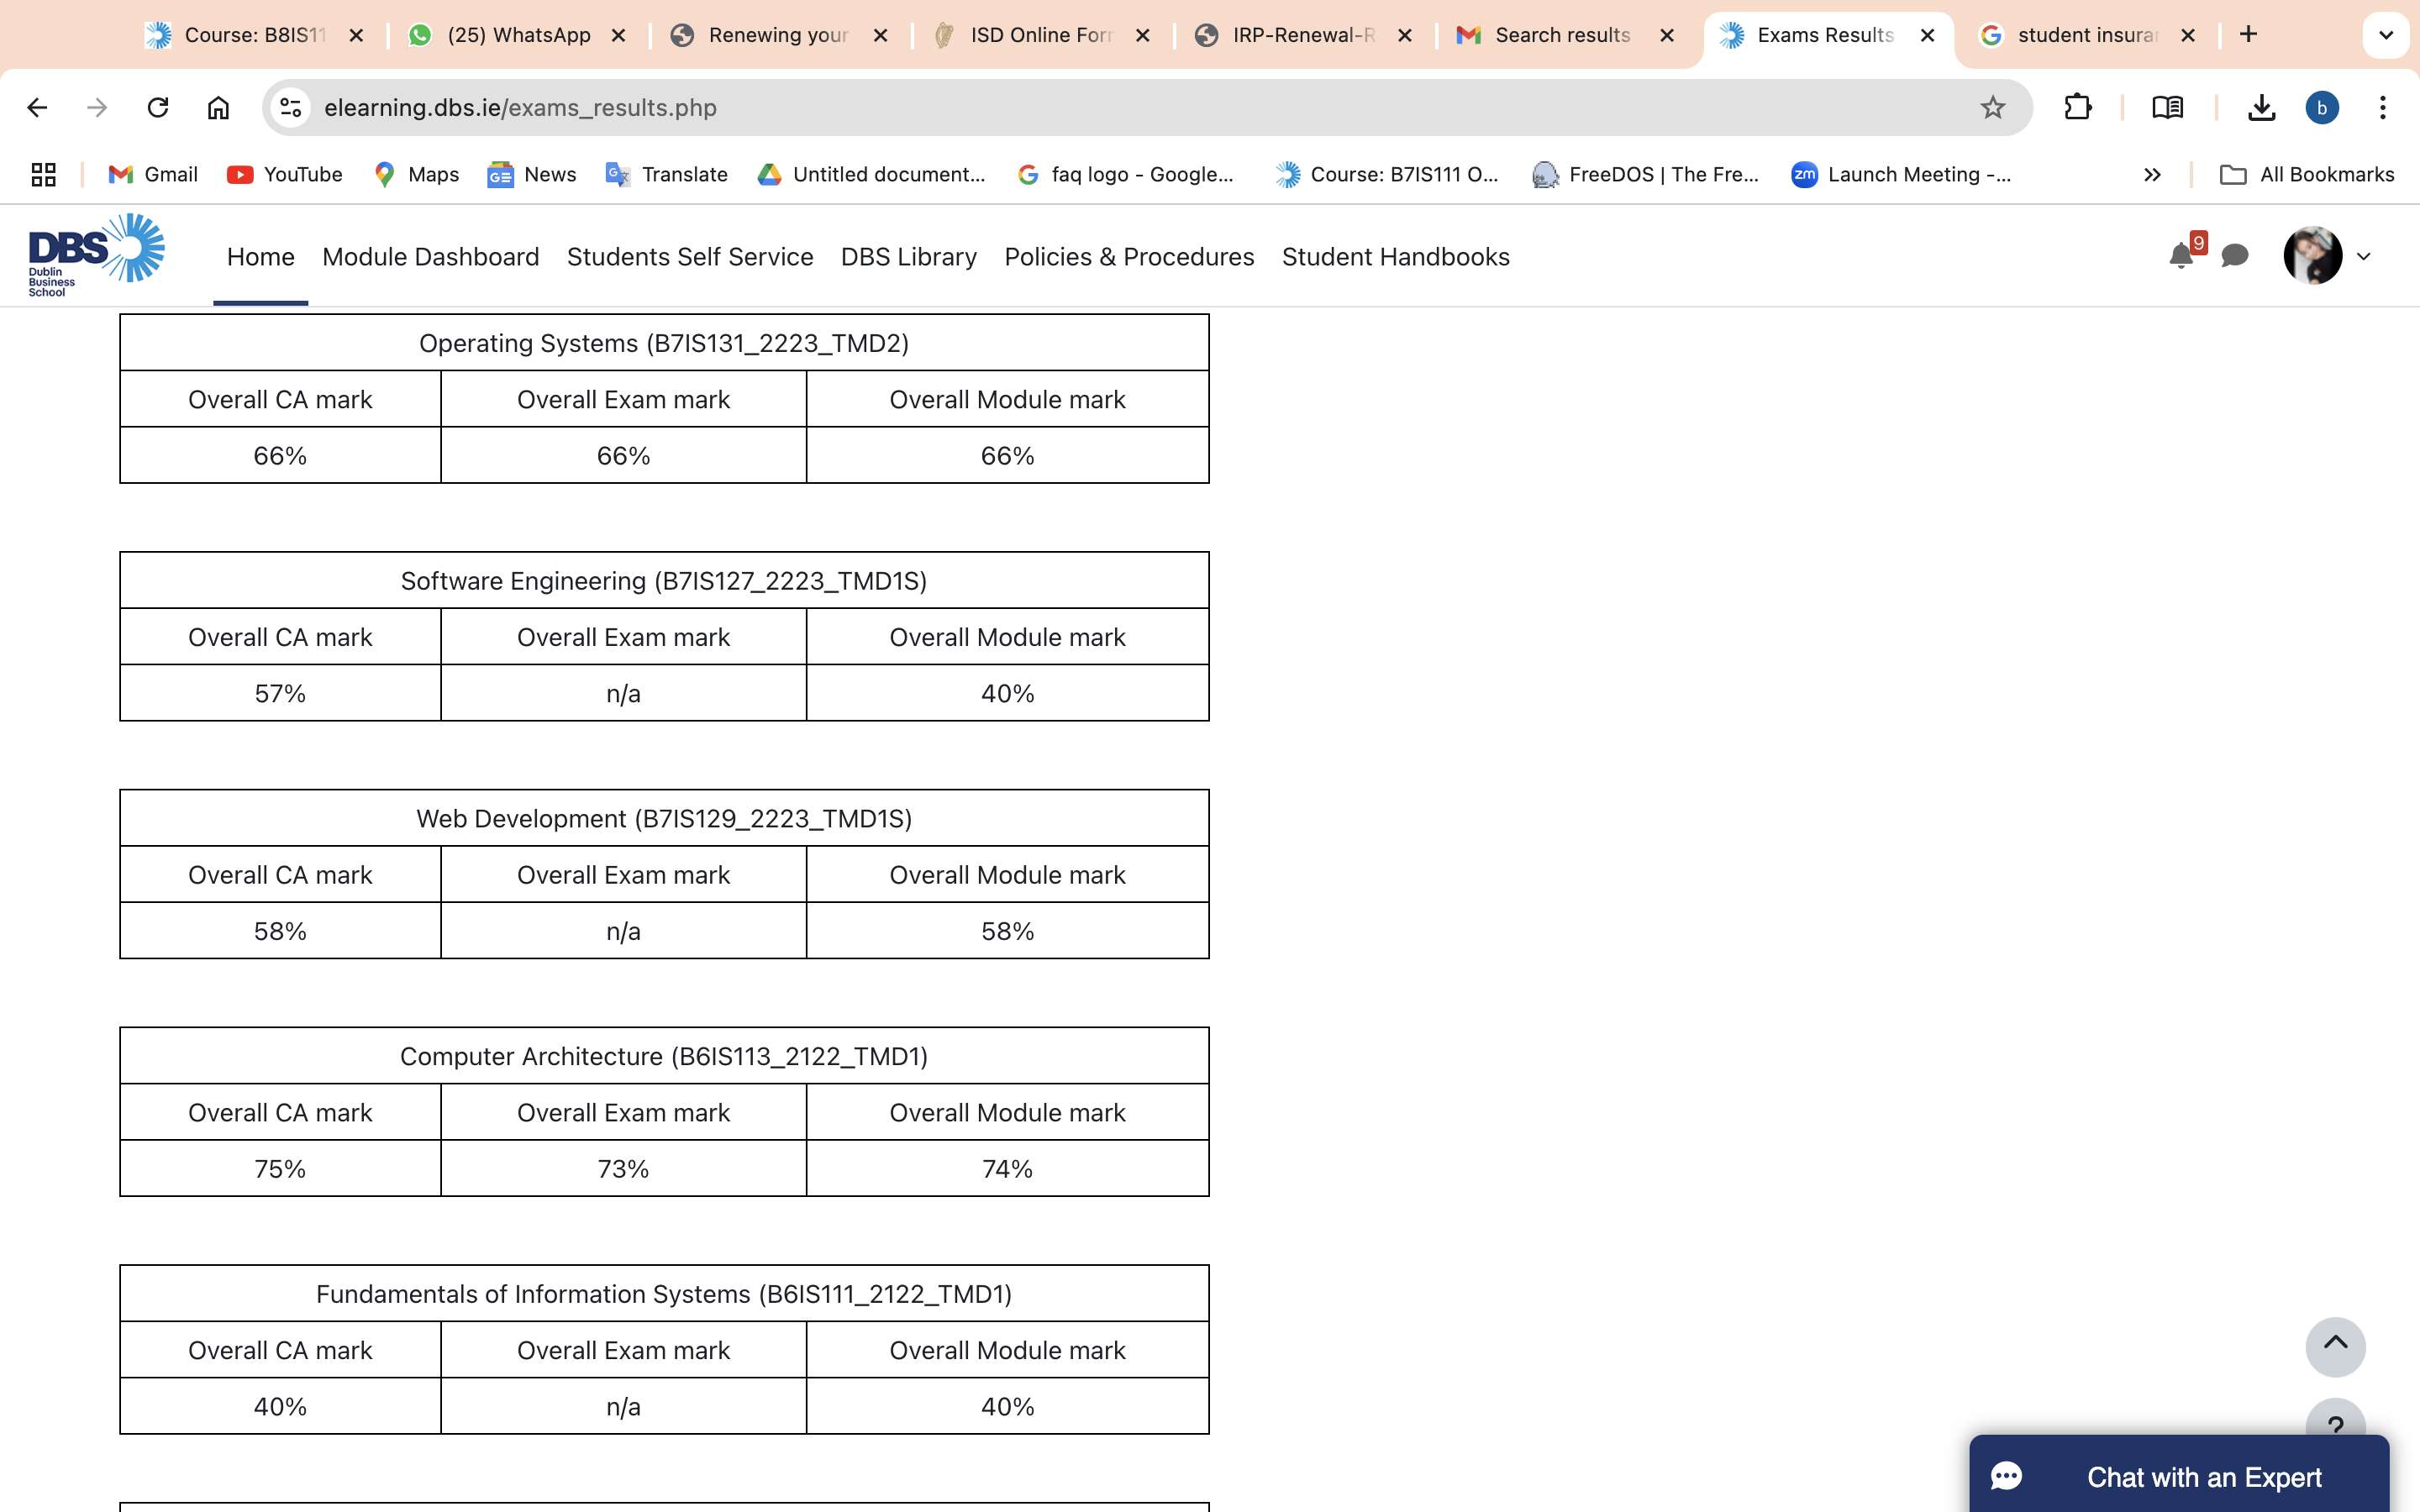 Course: B8IS11
(25) WhatsApp
Renewing your
ISD Online For
IRP-Renewal-R
Search results
Exams Results
student insura
elearning.dbs.ie/exams_results.php
b
Gmail
YouTube
Maps
News
Translate
Untitled document...
faq logo - Google...
Course: B7IS111 O...
FreeDOS | The Fre...
zm
Launch Meeting -...
All Bookmarks
DBS
Dublin
Business
School
Home
Module Dashboard
Students Self Service
DBS Library
Policies & Procedures
Student Handbooks
9
Operating Systems (B7IS131_2223_TMD2)
Overall CA mark Overall Exam mark Overall Module mark
66% 66% 66%
Software Engineering (B7IS127_2223_TMD1S)
Overall CA mark Overall Exam mark Overall Module mark
57% n/a 40%
Web Development (B7IS129_2223_TMD1S)
Overall CA mark Overall Exam mark Overall Module mark
58% n/a 58%
Computer Architecture (B6IS113_2122_TMD1)
Overall CA mark Overall Exam mark Overall Module mark
75% 73% 74%
Fundamentals of Information Systems (B6IS111_2122_TMD1)
Overall CA mark Overall Exam mark Overall Module mark
40% n/a 40%
?
Chat with an Expert